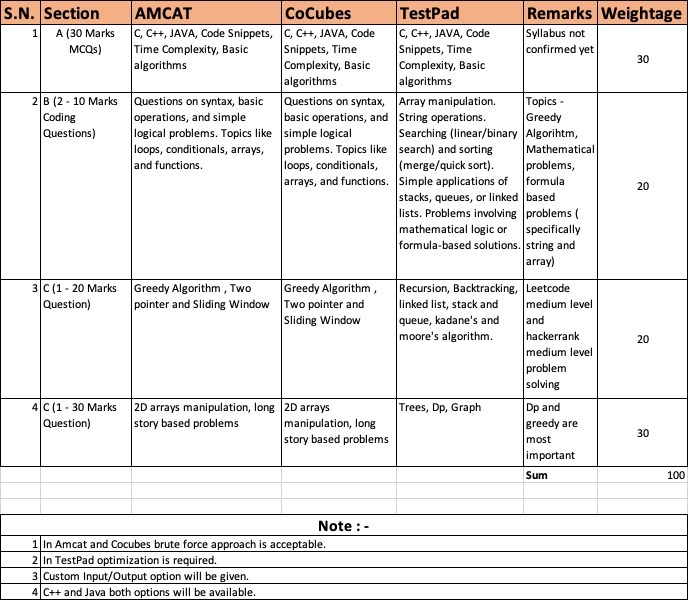 S.N. Section AMCAT CoCubes TestPad Remarks Weightage
1 A (30 Marks MCQs)
C, C++, JAVA, Code Snippets,
Time Complexity, Basic
algorithms
C, C++, JAVA, Code
Snippets, Time
Complexity, Basic
algorithms
C, C++, JAVA, Code
Snippets, Time
Complexity, Basic
algorithms
Syllabus not
confirmed yet
30
2 B (2 - 10 Marks
Coding
Questions)
Questions on syntax, basic
operations, and simple
logical problems. Topics like
loops, conditionals, arrays,
and functions.
Questions on syntax,
basic operations, and
simple logical
problems. Topics like
loops, conditionals,
arrays, and functions.
Array manipulation.
String operations.
Searching (linear/binary
search) and sorting
(merge/quick sort).
Simple applications of
stacks, queues, or linked
lists. Problems involving
mathematical logic or
formula-based solutions.
Topics -
Greedy
Algorihtm,
Mathematical
problems,
formula
based
problems (
specifically
string and
array)
20
3 C (1 - 20 Marks
Question)
Greedy Algorithm , Two
pointer and Sliding Window
Greedy Algorithm ,
Two pointer and
Sliding Window
Recursion, Backtracking,
linked list, stack and
queue, kadane's and
moore's algorithm.
Leetcode
medium level
and
hackerrank
medium level
problem
solving
20
4 C (1 - 30 Marks
Question)
2D arrays manipulation, long
story based problems
2D arrays
manipulation, long
story based problems
Trees, Dp, Graph
Dp and
greedy are
most
important
30
Sum 100
Note : -
1 In Amcat and Cocubes brute force approach is acceptable.
2 In TestPad optimization is required.
3 Custom Input/Output option will be given.
4 C++ and Java both options will be available.